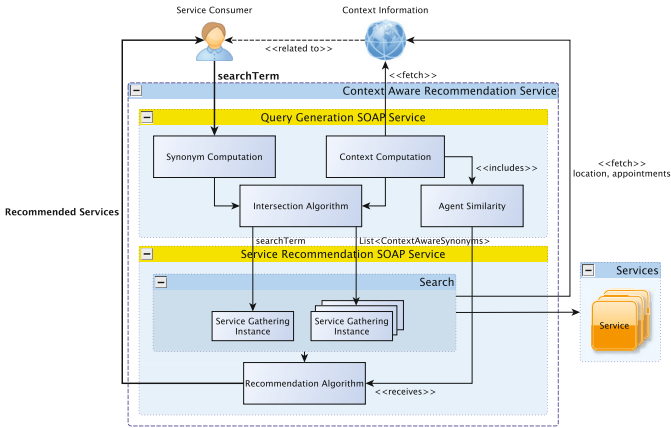 Service Consumer
Context Information
<<related to>>
searchTerm
<<fetch>>
Context Aware Recommendation Service
Query Generation SOAP Service
Synonym Computation
Context Computation
<<includes>>
<<fetch>>
location, appointments
Intersection Algorithm
Agent Similarity
Recommended Services
searchTerm
List<ContextAwareSynonyms>
Service Recommendation SOAP Service
Search
Services
Service Gathering
Instance
Service Gathering
Instance
Service
Recommendation Algorithm
<<receives>>